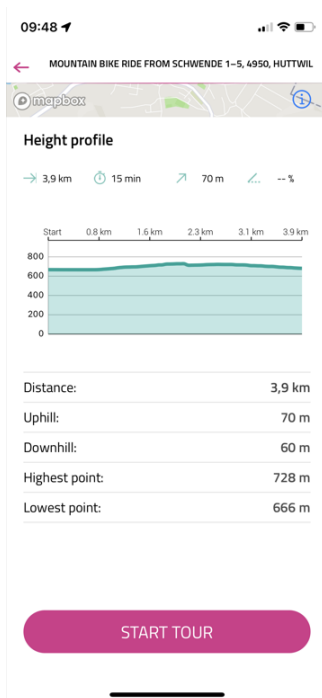 09:48
MOUNTAIN BIKE RIDE FROM SCHWENDE 1–5, 4950, HUTTWIL
mapbox
Height profile
3,9 km 15 min 70 m -- %
Start 0.8 km 1.6 km 2.3 km 3.1 km 3.9 km
800
600
400
200
0
Distance: 3,9 km
Uphill: 70 m
Downhill: 60 m
Highest point: 728 m
Lowest point: 666 m
START TOUR